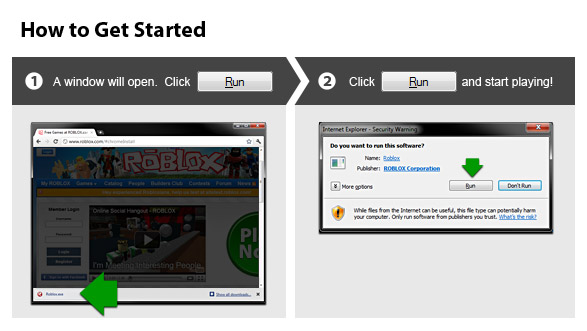 How to Get Started
1 A window will open. Click Run
2 Click Run and start playing!
Free Games at ROBLOX.com
www.roblox.com/#chromeinstall
ROBLOX
My ROBLOX Games Catalog People Builders Club Contests Forum News
Member Login
Username
Password
Login
Register
Online Social Hangout - ROBLOX
I'm Meeting Interesting People
Roblox.exe
Show all downloads...
Internet Explorer - Security Warning
Do you want to run this software?
Name: Roblox
Publisher: ROBLOX Corporation
More options
Run
Don't Run
While files from the Internet can be useful, this file type can potentially harm
your computer. Only run software from publishers you trust. What's the risk?